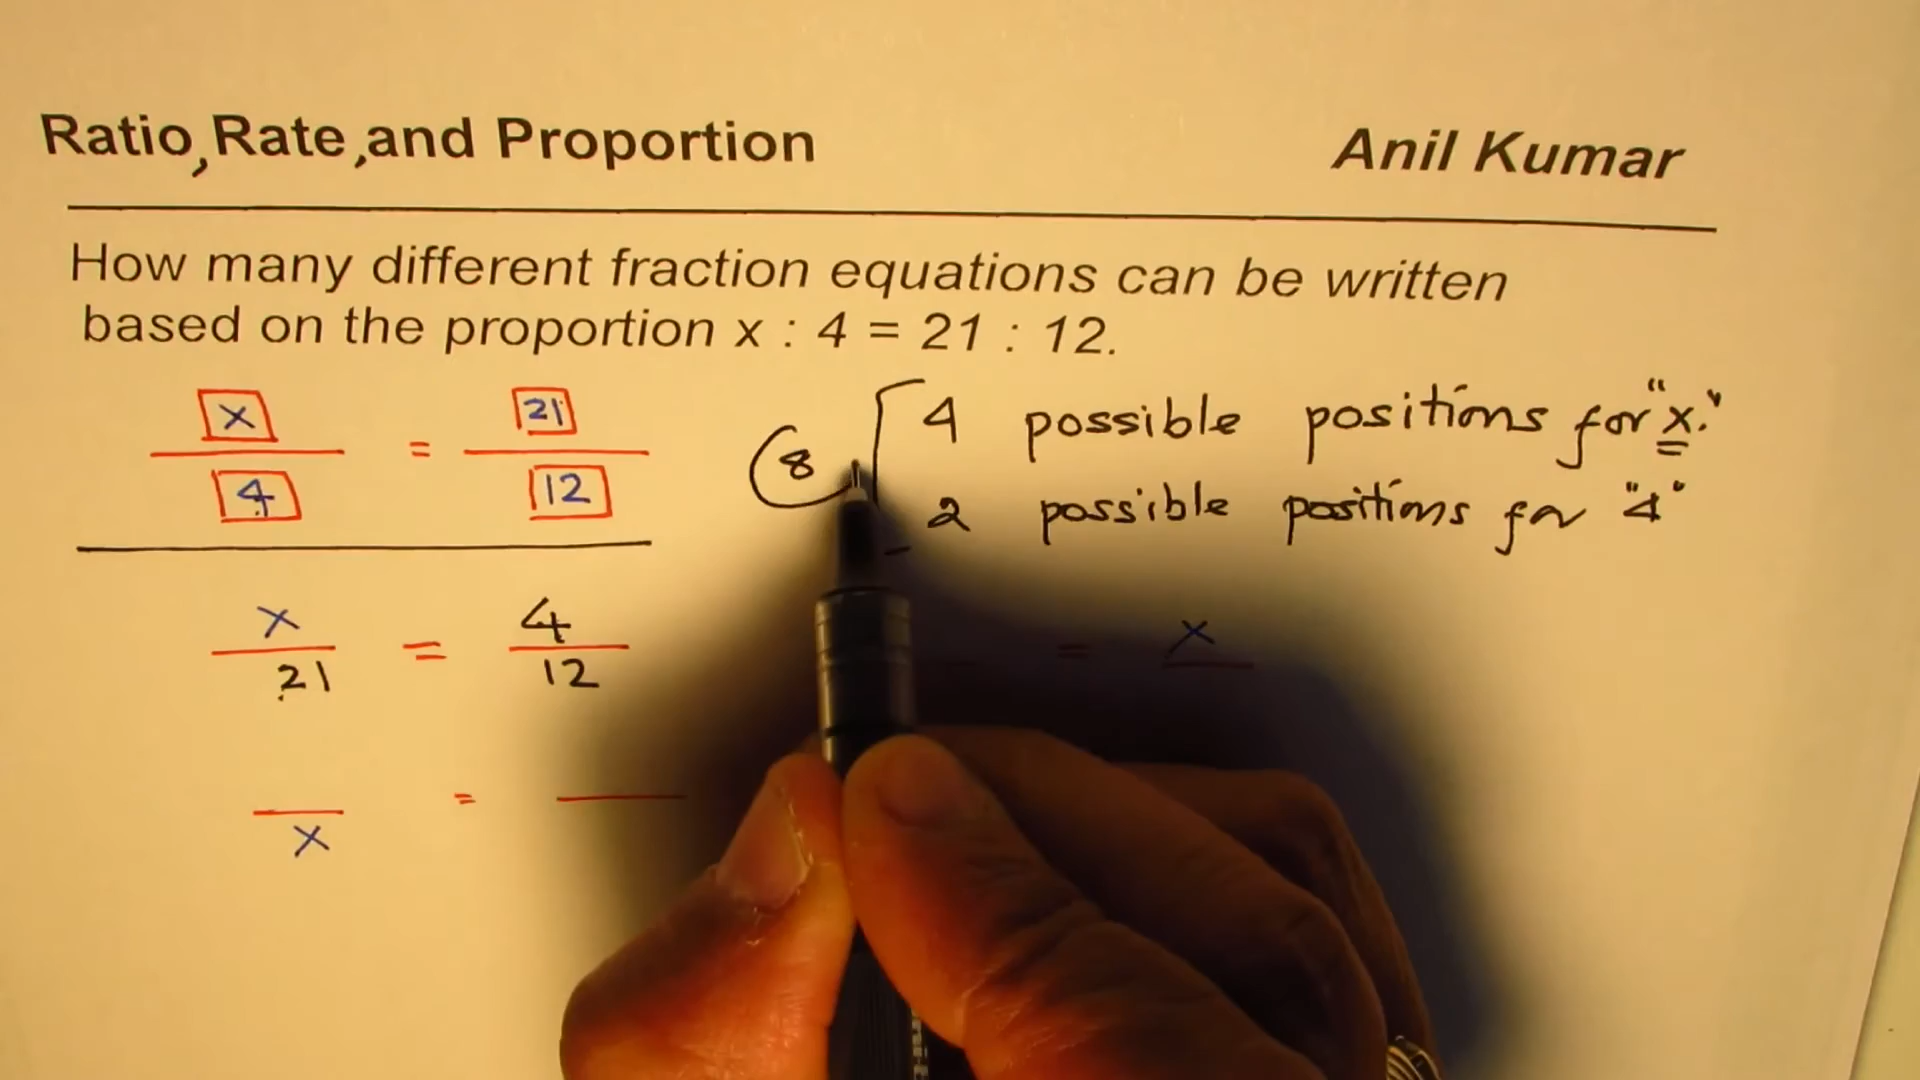 Ratio, Rate, and Proportion Anil Kumar
How many different fraction equations can be written
based on the proportion x : 4 = 21 : 12.
x = 21
4 12
8 4 possible positions for "x."
2 possible positions for "4"
x = 4
21 12
= x
=
x